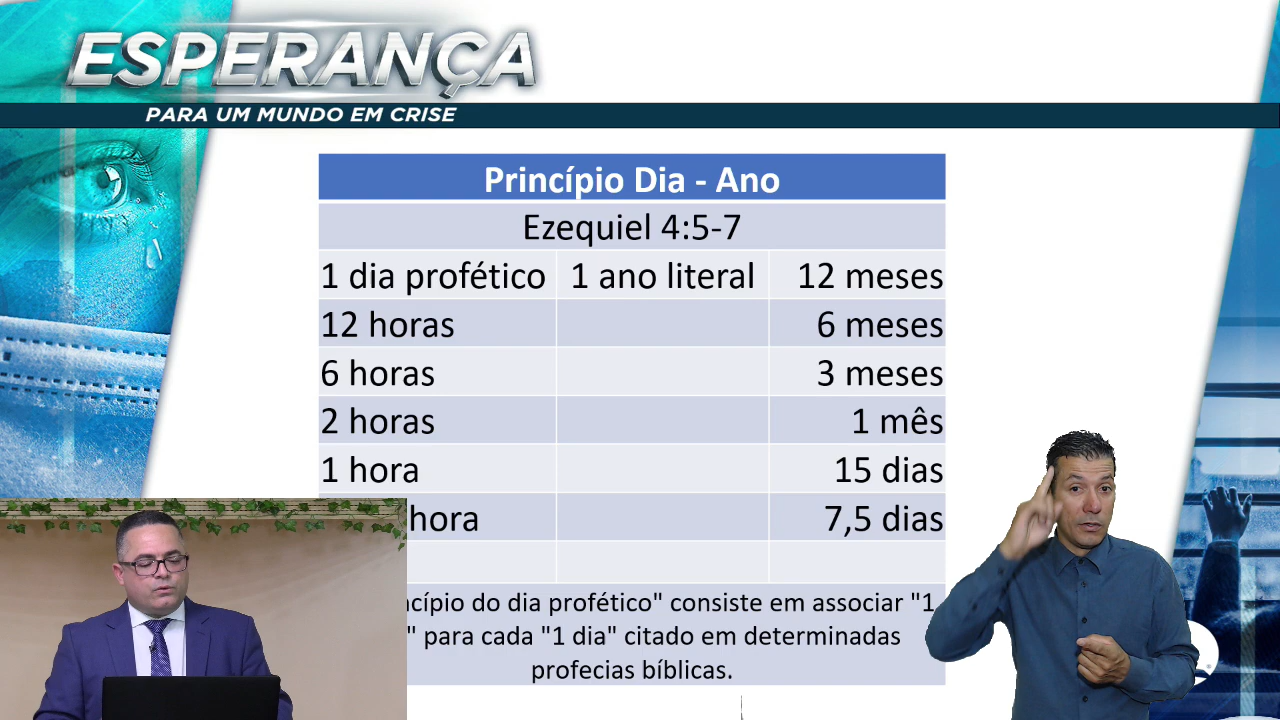 ESPERANÇA
PARA UM MUNDO EM CRISE
Princípio Dia - Ano
Ezequiel 4:5-7
1 dia profético 1 ano literal 12 meses
12 horas 6 meses
6 horas 3 meses
2 horas 1 mês
1 hora 15 dias
hora 7,5 dias
cípio do dia profético" consiste em associar "1
" para cada "1 dia" citado em determinadas
profecias bíblicas.